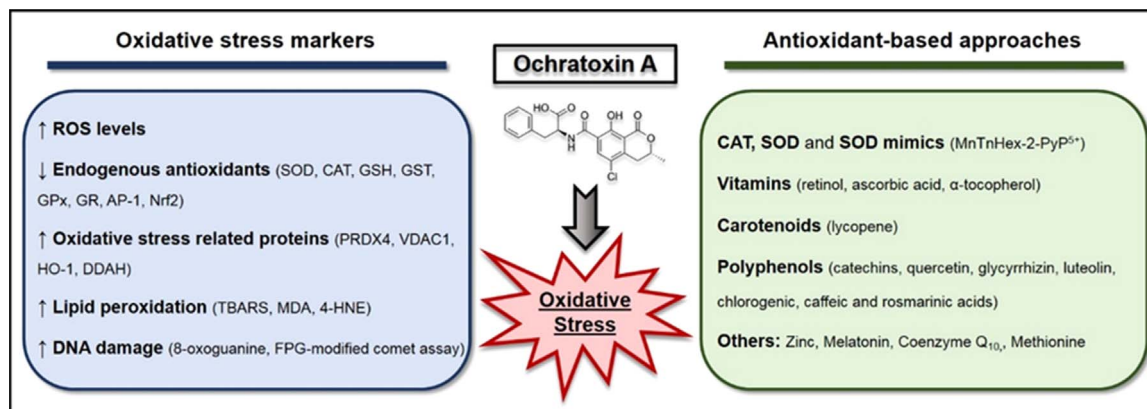 Oxidative stress markers
↑ ROS levels
↓ Endogenous antioxidants (SOD, CAT, GSH, GST,
GPx, GR, AP-1, Nrf2)
↑ Oxidative stress related proteins (PRDX4, VDAC1,
HO-1, DDAH)
↑ Lipid peroxidation (TBARS, MDA, 4-HNE)
↑ DNA damage (8-oxoguanine, FPG-modified comet assay)
Ochratoxin A
HO
O
O
N
H
OH
O
O
Cl
Oxidative
Stress
Antioxidant-based approaches
CAT, SOD and SOD mimics (MnTnHex-2-PyP⁵⁺)
Vitamins (retinol, ascorbic acid, α-tocopherol)
Carotenoids (lycopene)
Polyphenols (catechins, quercetin, glycyrrhizin, luteolin,
chlorogenic, caffeic and rosmarinic acids)
Others: Zinc, Melatonin, Coenzyme Q₁₀,, Methionine